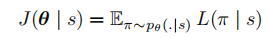 J(θ | s) = 𝔼_{π∼p_θ(.|s)} L(π | s)